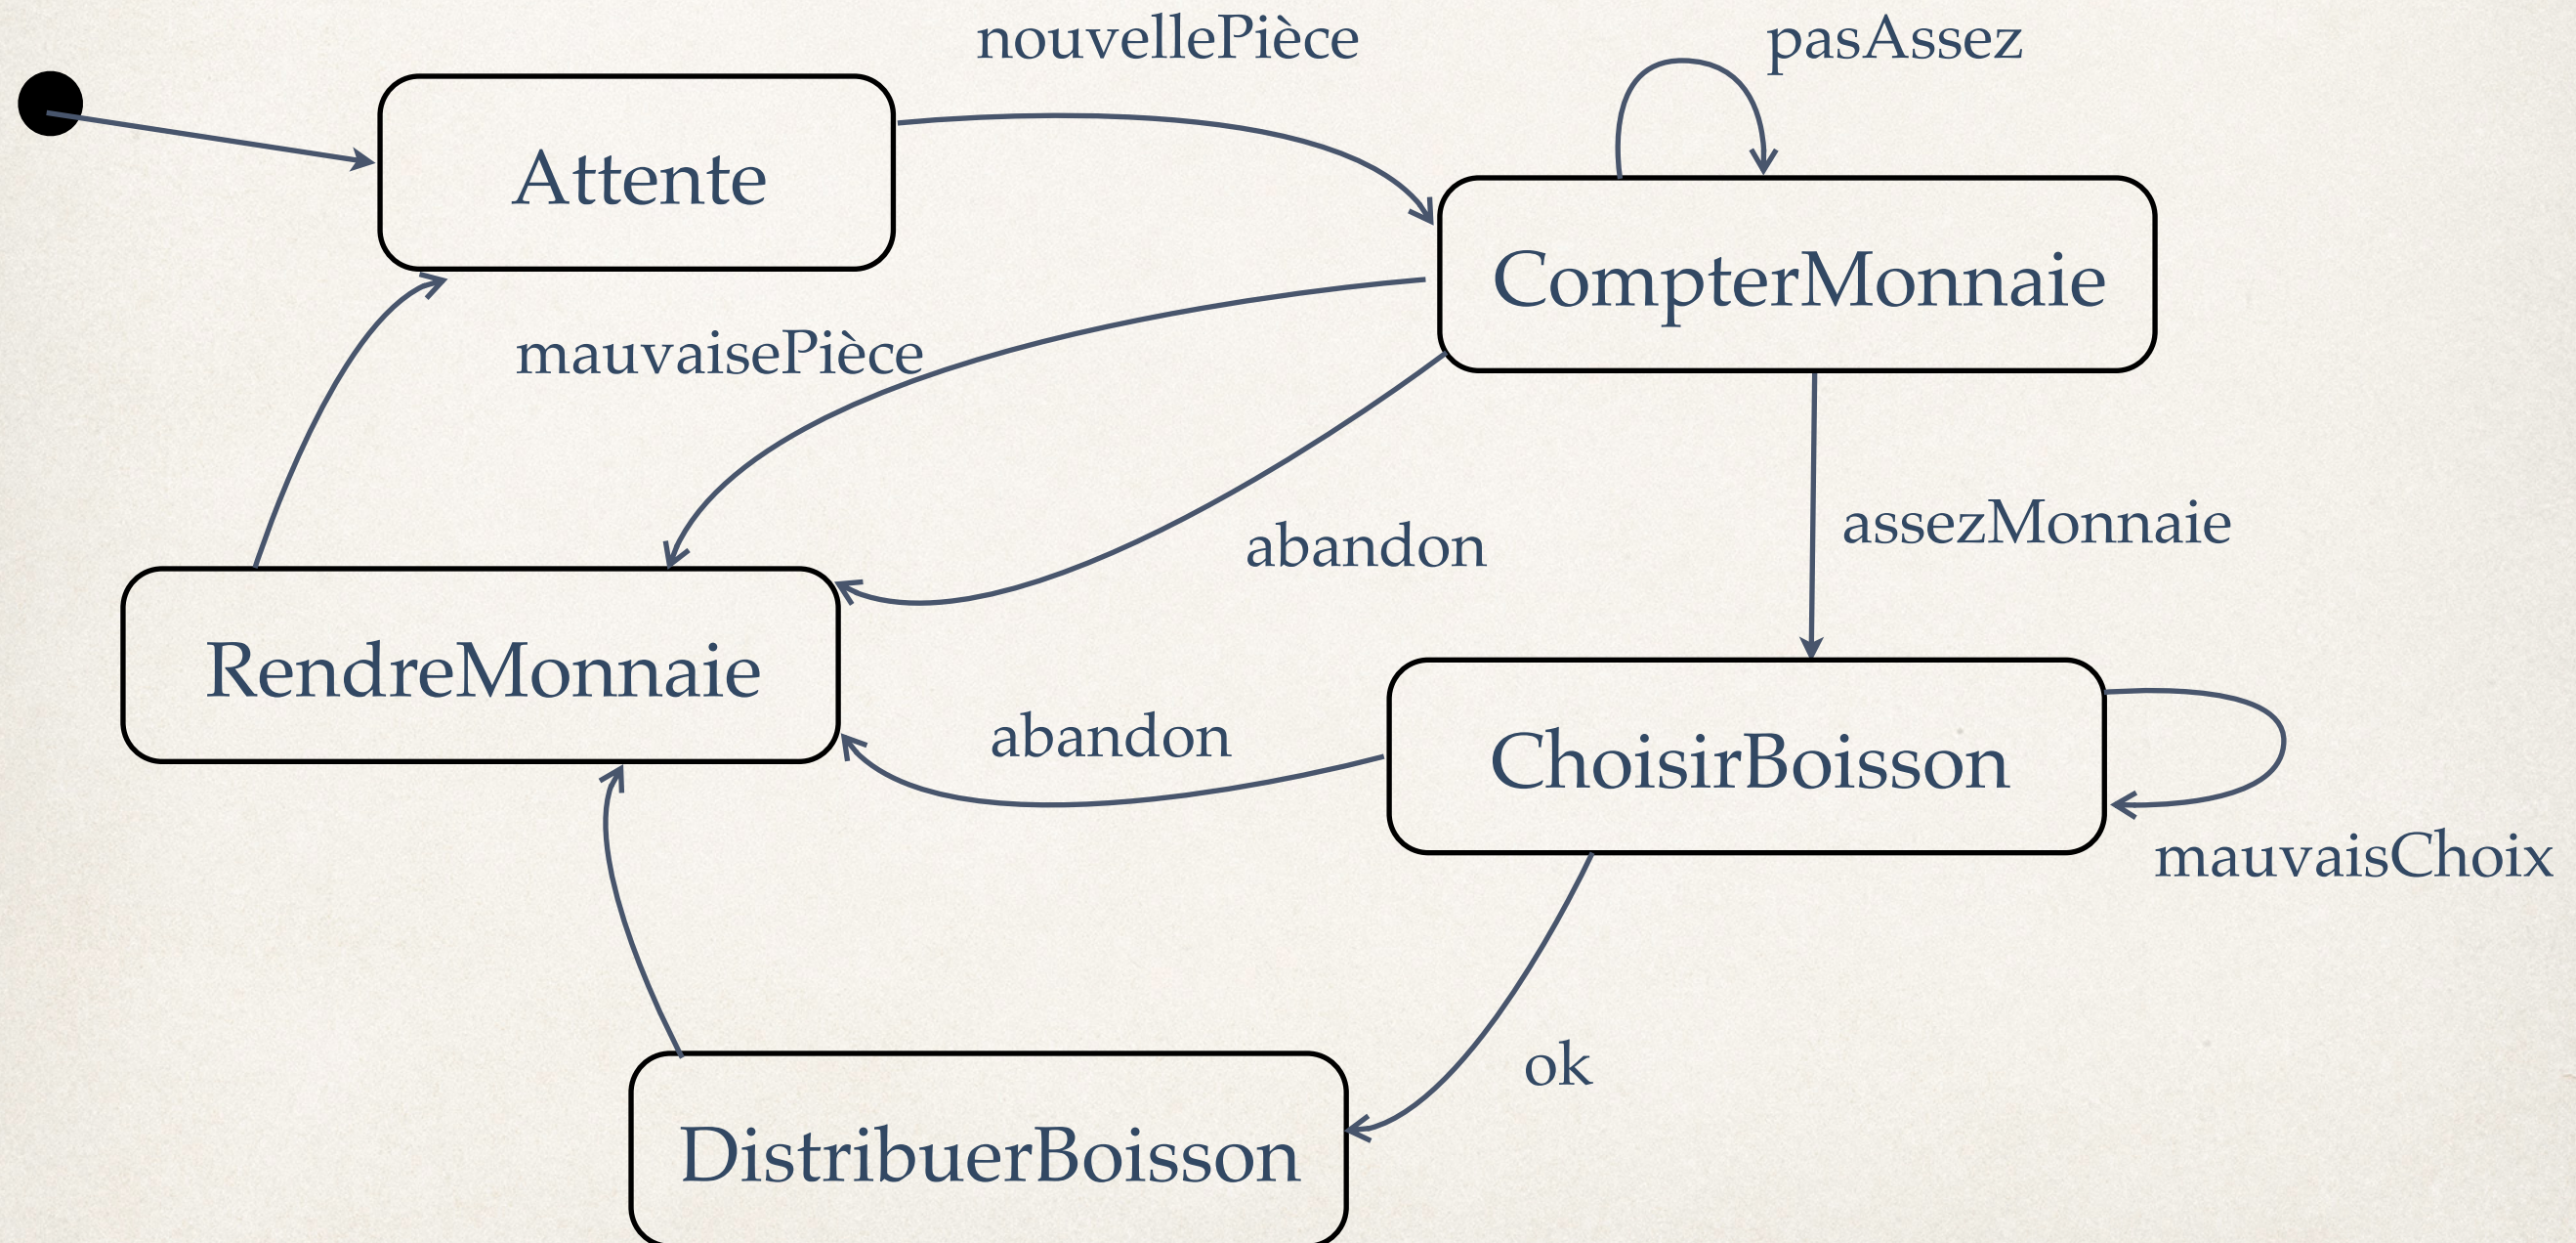 nouvellePièce
pasAssez
Attente
CompterMonnaie
mauvaisePièce
assezMonnaie
abandon
RendreMonnaie
abandon
ChoisirBoisson
mauvaisChoix
ok
DistribuerBoisson